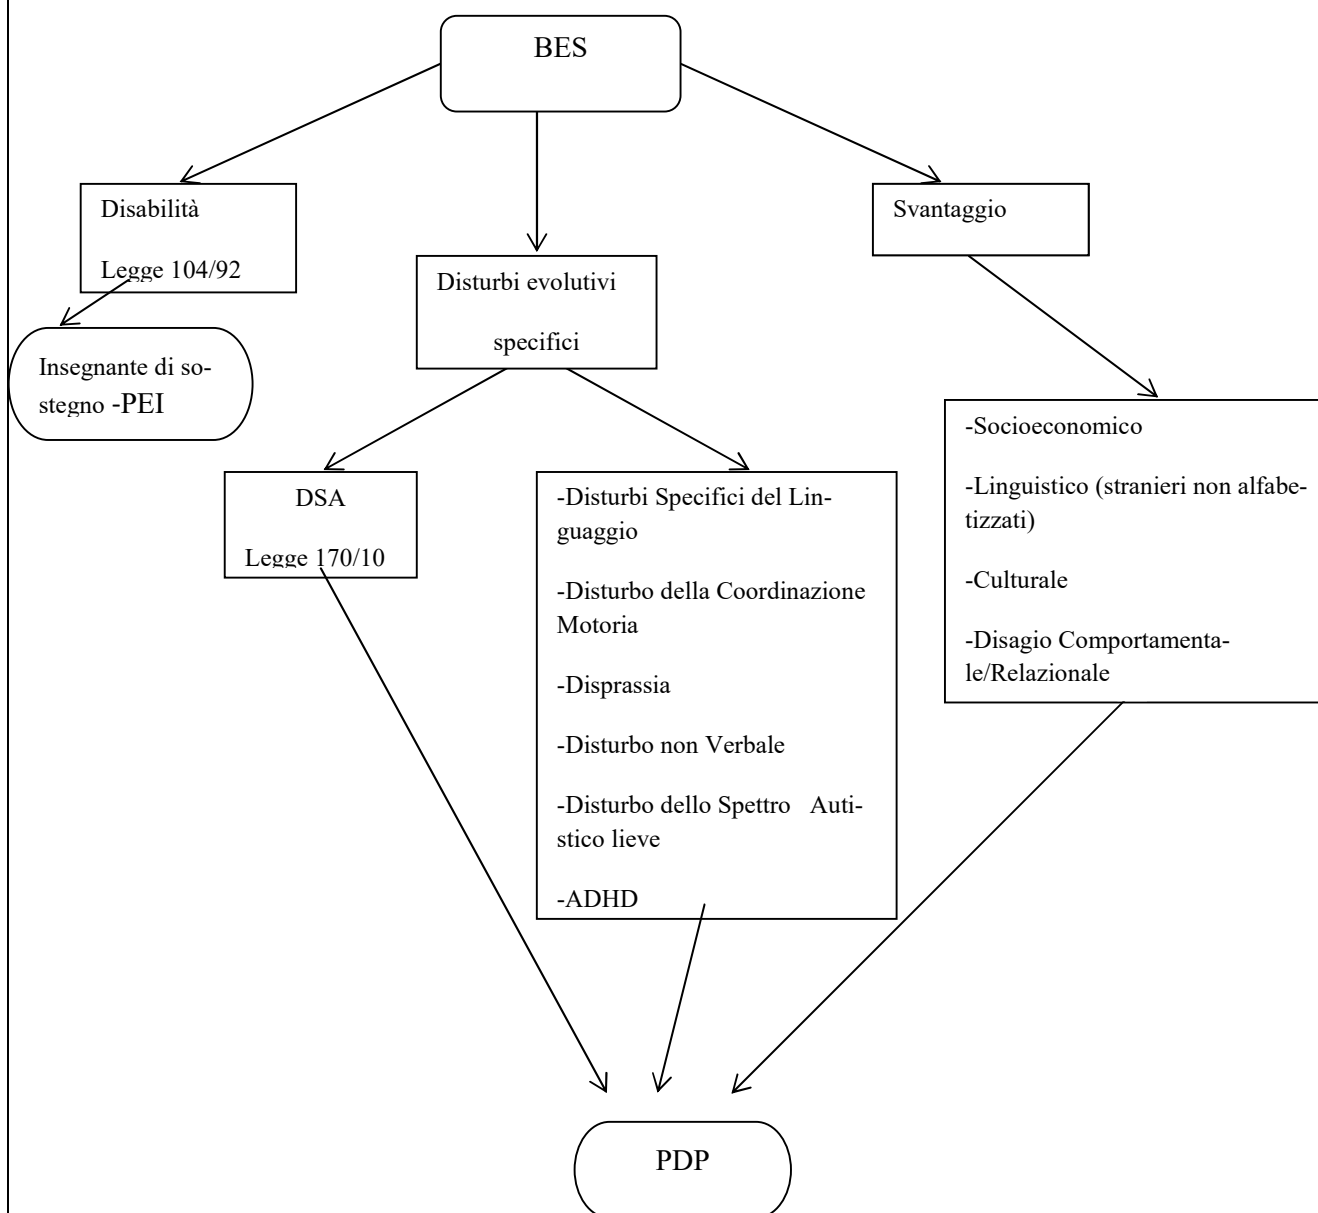 BES
Disabilità
Legge 104/92
Svantaggio
Disturbi evolutivi
specifici
Insegnante di so-
stegno -PEI
DSA
Legge 170/10
-Disturbi Specifici del Lin-
guaggio
-Disturbo della Coordinazione
Motoria
-Disprassia
-Disturbo non Verbale
-Disturbo dello Spettro Auti-
stico lieve
-ADHD
-Socioeconomico
-Linguistico (stranieri non alfabe-
tizzati)
-Culturale
-Disagio Comportamenta-
le/Relazionale
PDP